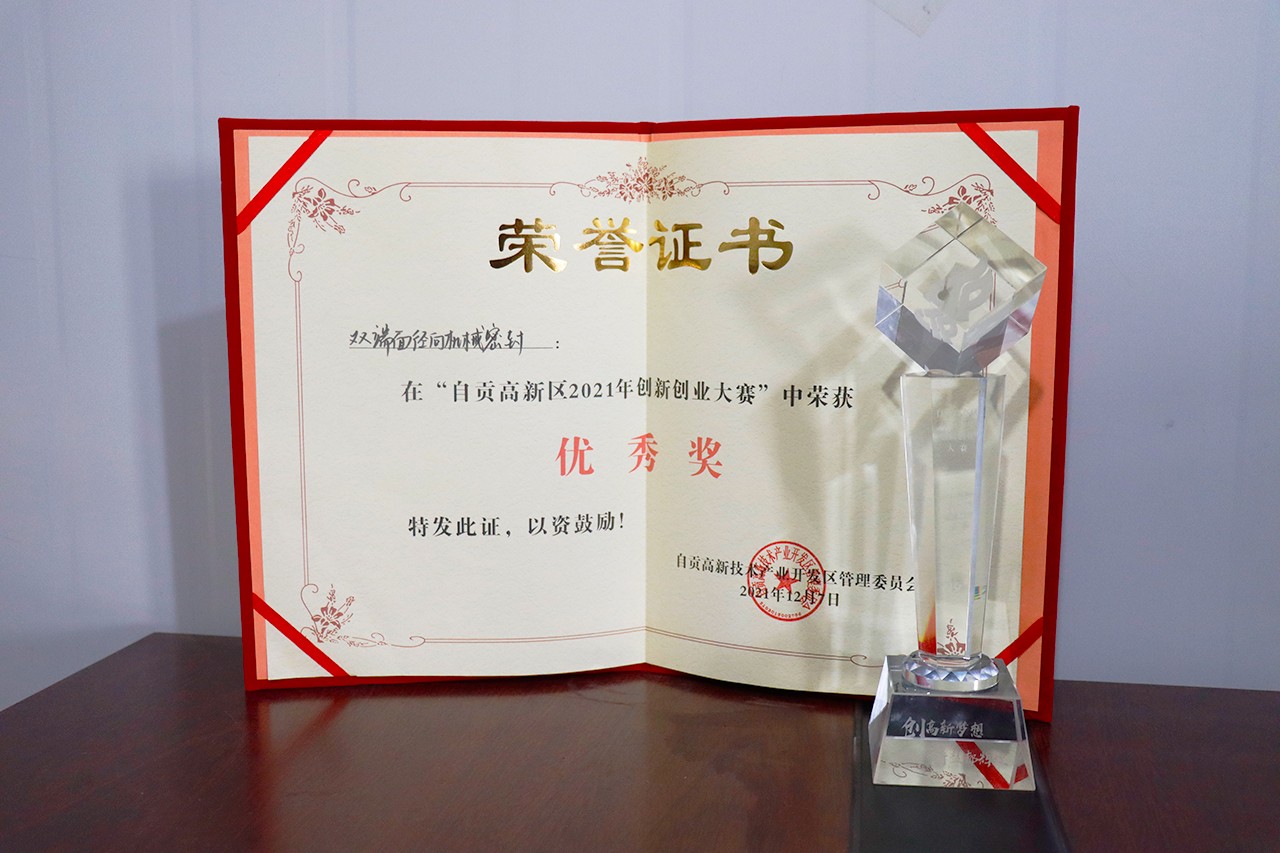 荣誉证书
双端面径向机械密封：
在“自贡高新区2021年创新创业大赛”中荣获
优秀奖
特发此证，以资鼓励！
自贡高新技术产业开发区管理委员会
2021年12月7日
创高新梦想